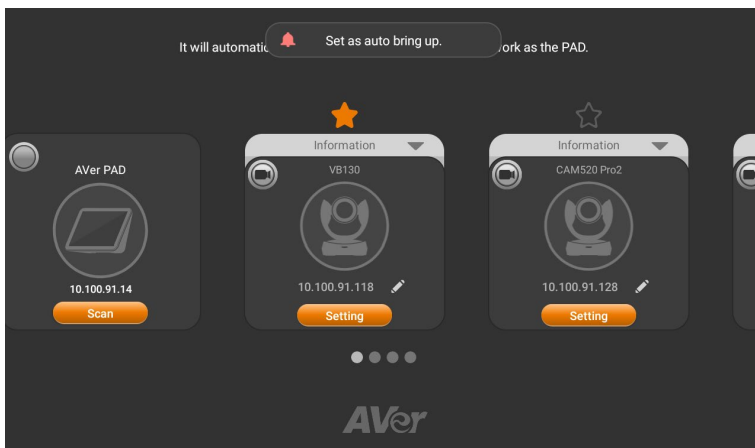 Set as auto bring up.
It will automatic ork as the PAD.
Information
Information
AVer PAD
VB130
CAM520 Pro2
10.100.91.14
10.100.91.118
10.100.91.128
Scan
Setting
Setting
AVer